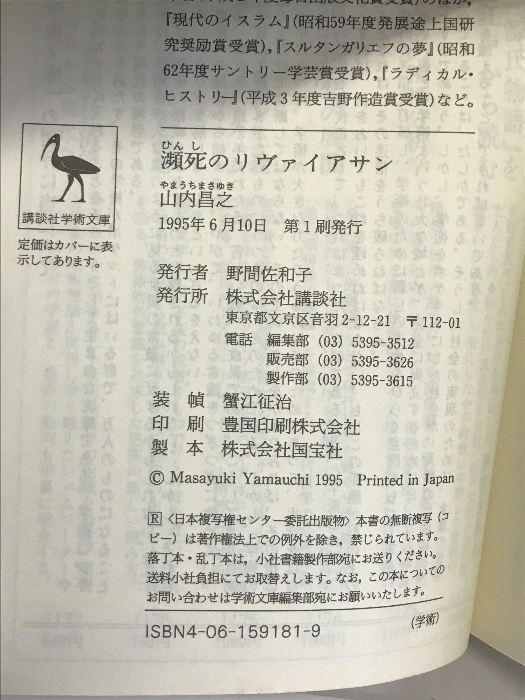 『現代のイスラム』(昭和59年度発展途上国研
究奨励賞受賞),『スルタンガリエフの夢』(昭和
62年度サントリー学芸賞受賞),『ラディカル・
ヒストリー』(平成3年度吉野作造賞受賞)など。
講談社学術文庫
定価はカバーに表
示してあります。
ひんし
瀕死のリヴァイアサン
やまうちまさゆき
山内昌之
1995年6月10日 第1刷発行
発行者 野間佐和子
発行所 株式会社講談社
東京都文京区音羽2-12-21 〒112-01
電話 編集部 (03) 5395-3512
販売部 (03) 5395-3626
製作部 (03) 5395-3615
装 幀 蟹江征治
印 刷 豊国印刷株式会社
製 本 株式会社国宝社
© Masayuki Yamauchi 1995 Printed in Japan
R〈日本複写権センター委託出版物〉本書の無断複写(コ
ピー)は著作権法上での例外を除き,禁じられています。
落丁本・乱丁本は,小社書籍製作部宛にお送りください。
送料小社負担にてお取替えします。なお,この本についての
お問い合わせは学術文庫編集部宛にお願いいたします。
ISBN4-06-159181-9
(学術)